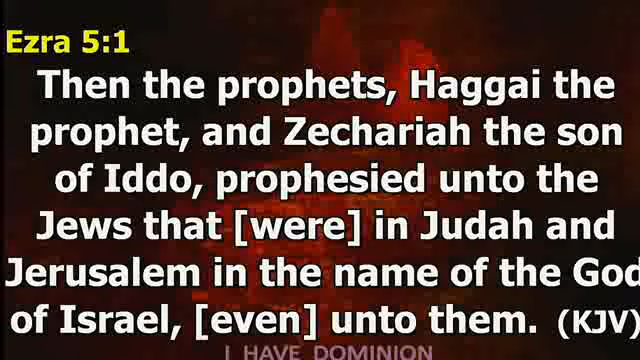 Ezra 5:1
Then the prophets, Haggai the
prophet, and Zechariah the son
of Iddo, prophesied unto the
Jews that [were] in Judah and
Jerusalem in the name of the God
of Israel, [even] unto them. (KJV)
I HAVE DOMINION